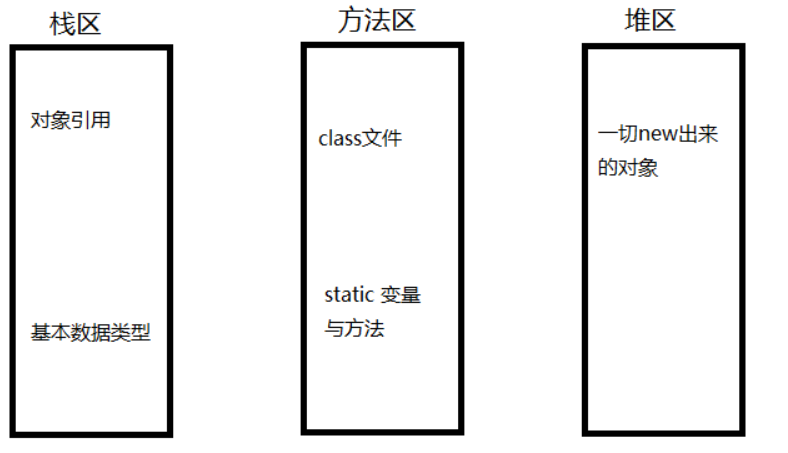 栈区
对象引用
基本数据类型
方法区
class文件
static 变量
与方法
堆区
一切new出来
的对象